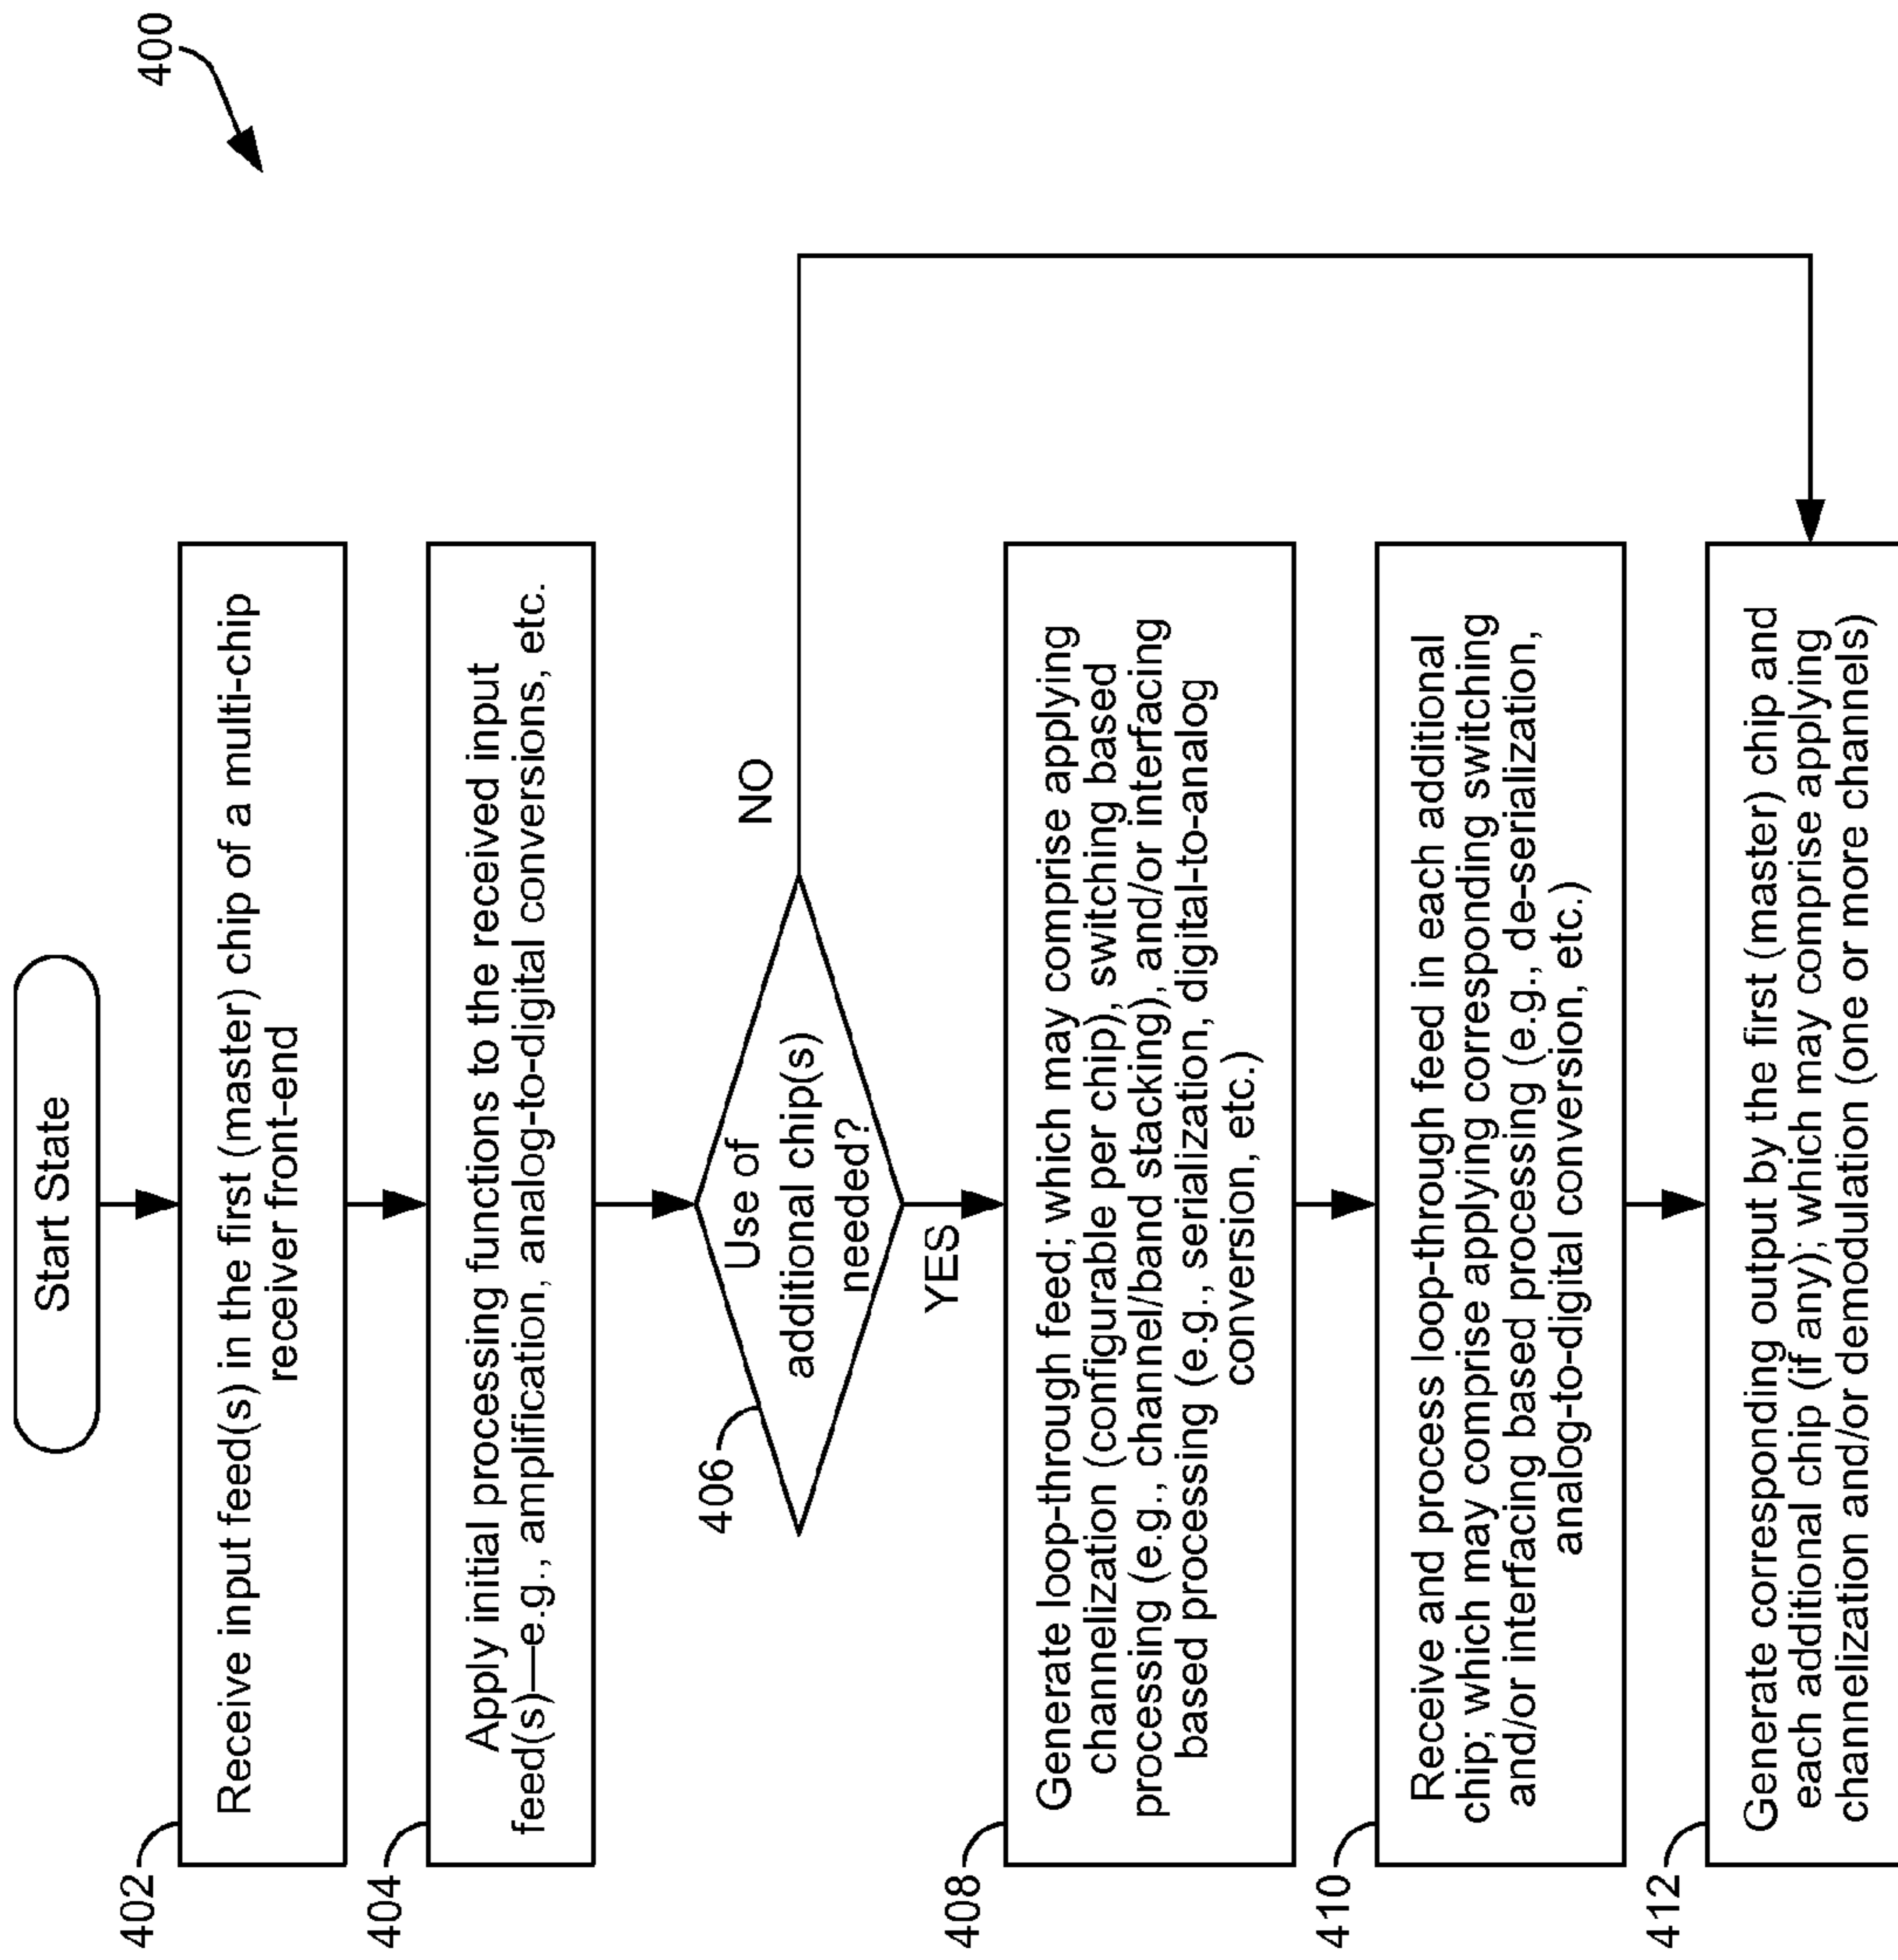 400
Start State
402
Receive input feed(s) in the first (master) chip of a multi-chip
receiver front-end
404
Apply initial processing functions to the received input
feed(s)—e.g., amplification, analog-to-digital conversions, etc.
406
Use of
additional chip(s)
needed?
NO
YES
408
Generate loop-through feed; which may comprise applying
channelization (configurable per chip), switching based
processing (e.g., channel/band stacking), and/or interfacing
based processing (e.g., serialization, digital-to-analog
conversion, etc.)
410
Receive and process loop-through feed in each additional
chip; which may comprise applying corresponding switching
and/or interfacing based processing (e.g., de-serialization,
analog-to-digital conversion, etc.)
412
Generate corresponding output by the first (master) chip and
each additional chip (if any); which may comprise applying
channelization and/or demodulation (one or more channels)